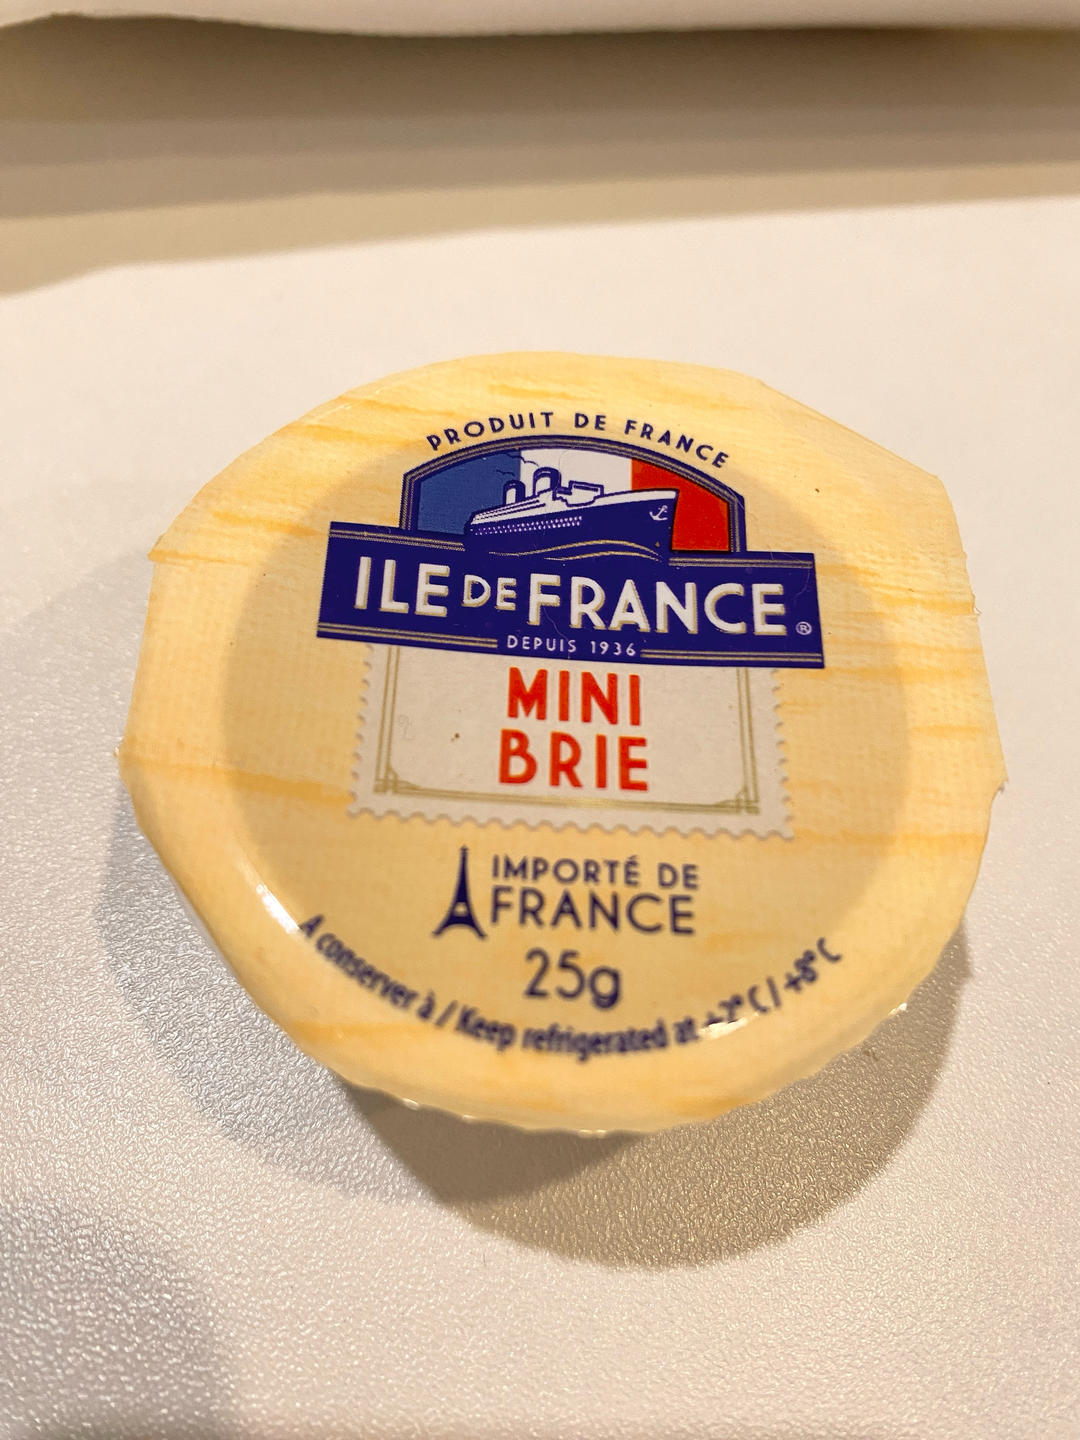 PRODUIT DE FRANCE
ILE DE FRANCE ®
DEPUIS 1936
MINI
BRIE
IMPORTÉ DE
FRANCE
25g
A conserver à / Keep refrigerated at +2° C / +8° C